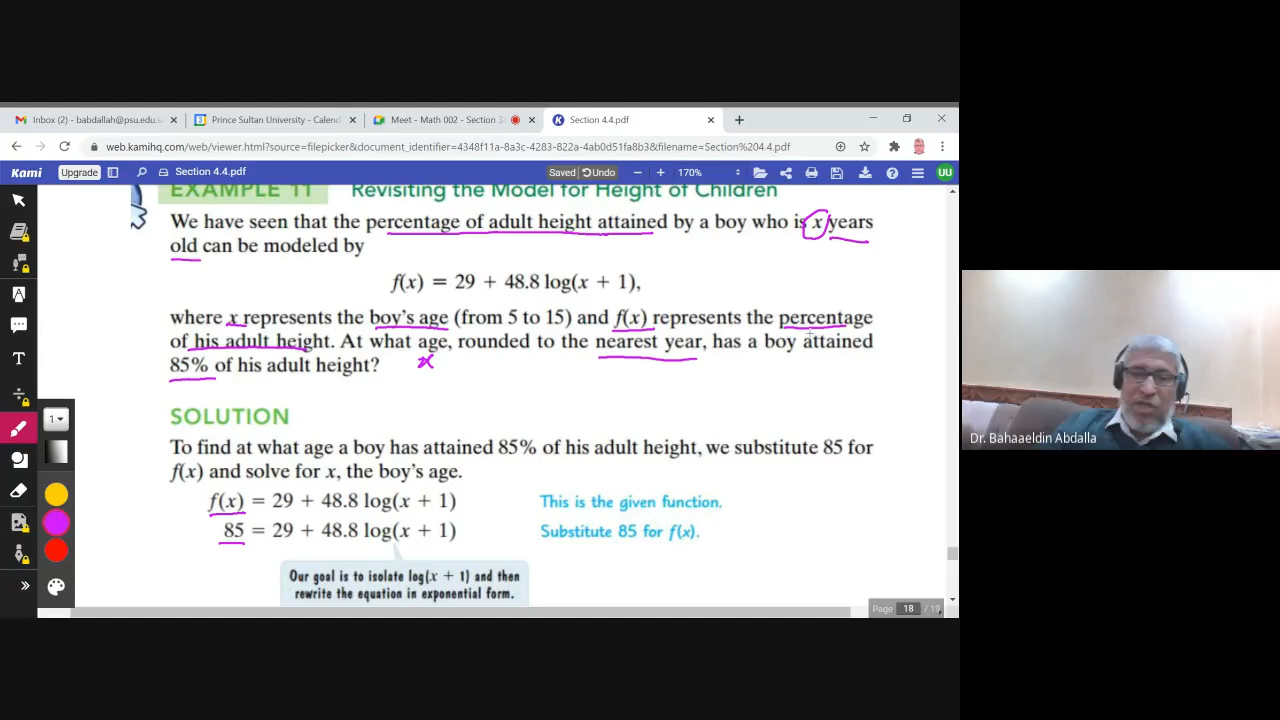 Inbox (2) - babdallah@psu.edu.s
Prince Sultan University - Calend
Meet - Math 002 - Section 3
Section 4.4.pdf
web.kamihq.com/web/viewer.html?source=filepicker&document_identifier=4348f11a-8a3c-4283-822a-4ab0d51fa8b3&filename=Section%204.4.pdf
Kami Upgrade Section 4.4.pdf Saved Undo 170% UU
EXAMPLE 11 Revisiting the Model for Height of Children
We have seen that the percentage of adult height attained by a boy who is x years
old can be modeled by
f(x) = 29 + 48.8 log(x + 1),
where x represents the boy's age (from 5 to 15) and f(x) represents the percentage
of his adult height. At what age, rounded to the nearest year, has a boy attained
x
85% of his adult height?
SOLUTION
To find at what age a boy has attained 85% of his adult height, we substitute 85 for
f(x) and solve for x, the boy's age.
f(x) = 29 + 48.8 log(x + 1) This is the given function.
85 = 29 + 48.8 log(x + 1) Substitute 85 for f(x).
Our goal is to isolate log(x + 1) and then
rewrite the equation in exponential form.
Page 18 / 19
1
Dr. Bahaaeldin Abdalla